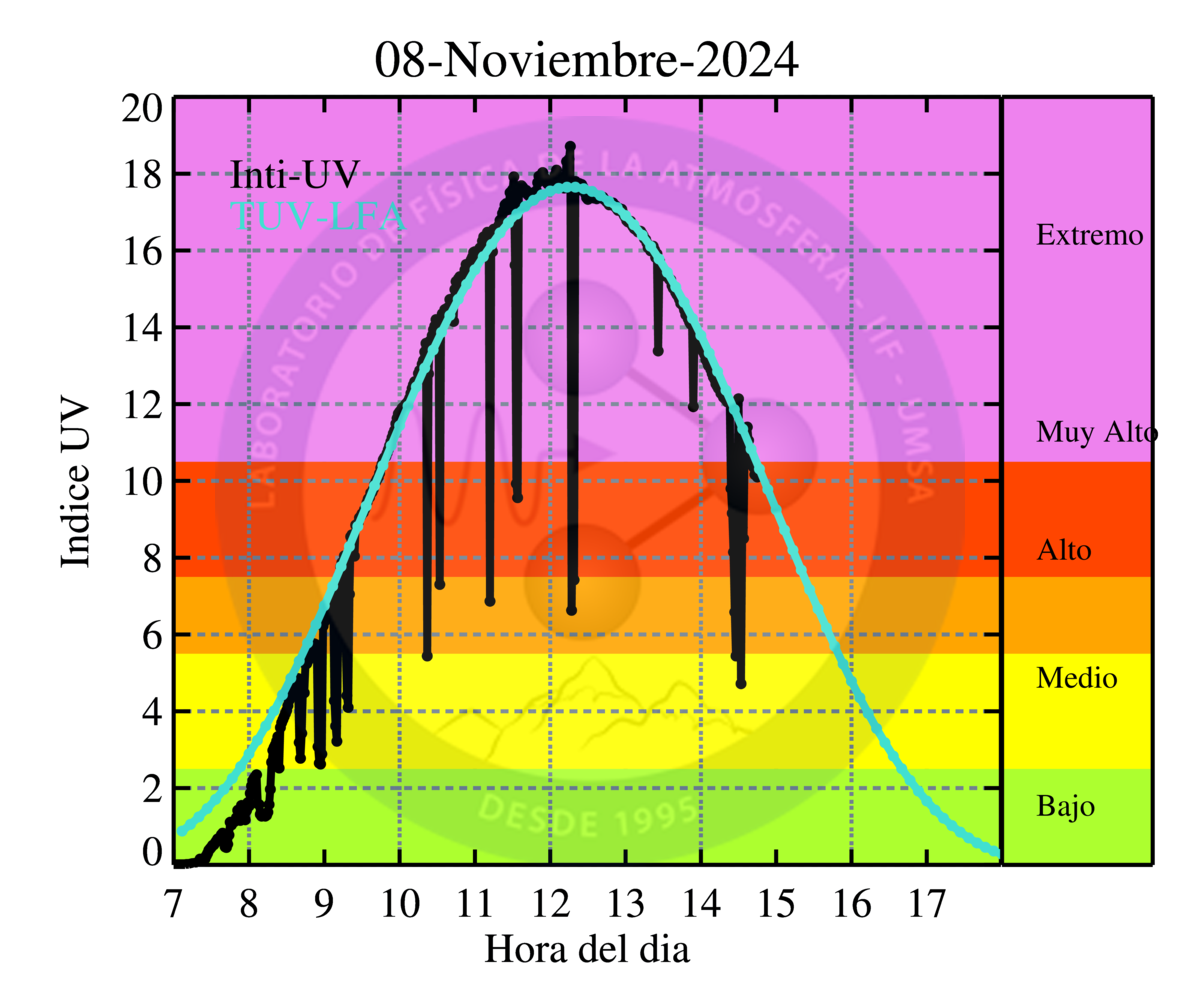 08-Noviembre-2024
Inti-UV
TUV-LFA
LABORATORIO DE FÍSICA DE LA ATMÓSFERA - IIF - UMSA
DESDE 1995
Indice UV
20
18
16
14
12
10
8
6
4
2
0
Extremo
Muy Alto
Alto
Medio
Bajo
7 8 9 10 11 12 13 14 15 16 17
Hora del dia